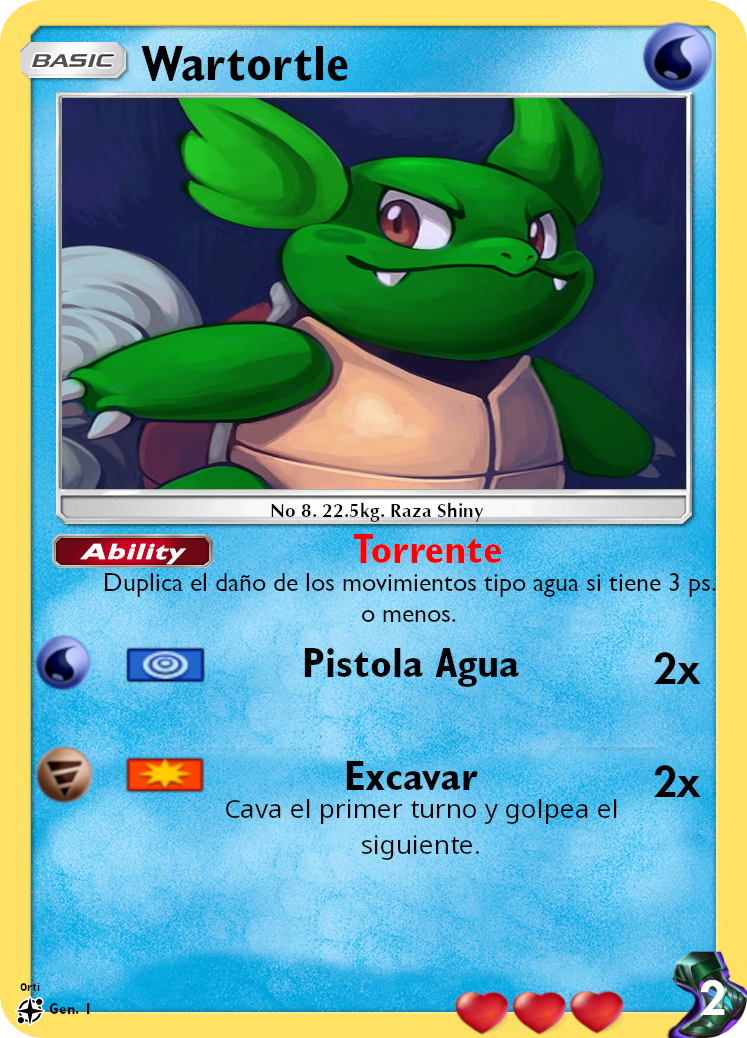 BASIC Wartortle
No 8. 22.5kg. Raza Shiny
Ability Torrente
Duplica el daño de los movimientos tipo agua si tiene 3 ps.
o menos.
Pistola Agua 2x
Excavar 2x
Cava el primer turno y golpea el
siguiente.
Orti
Gen. 1
2